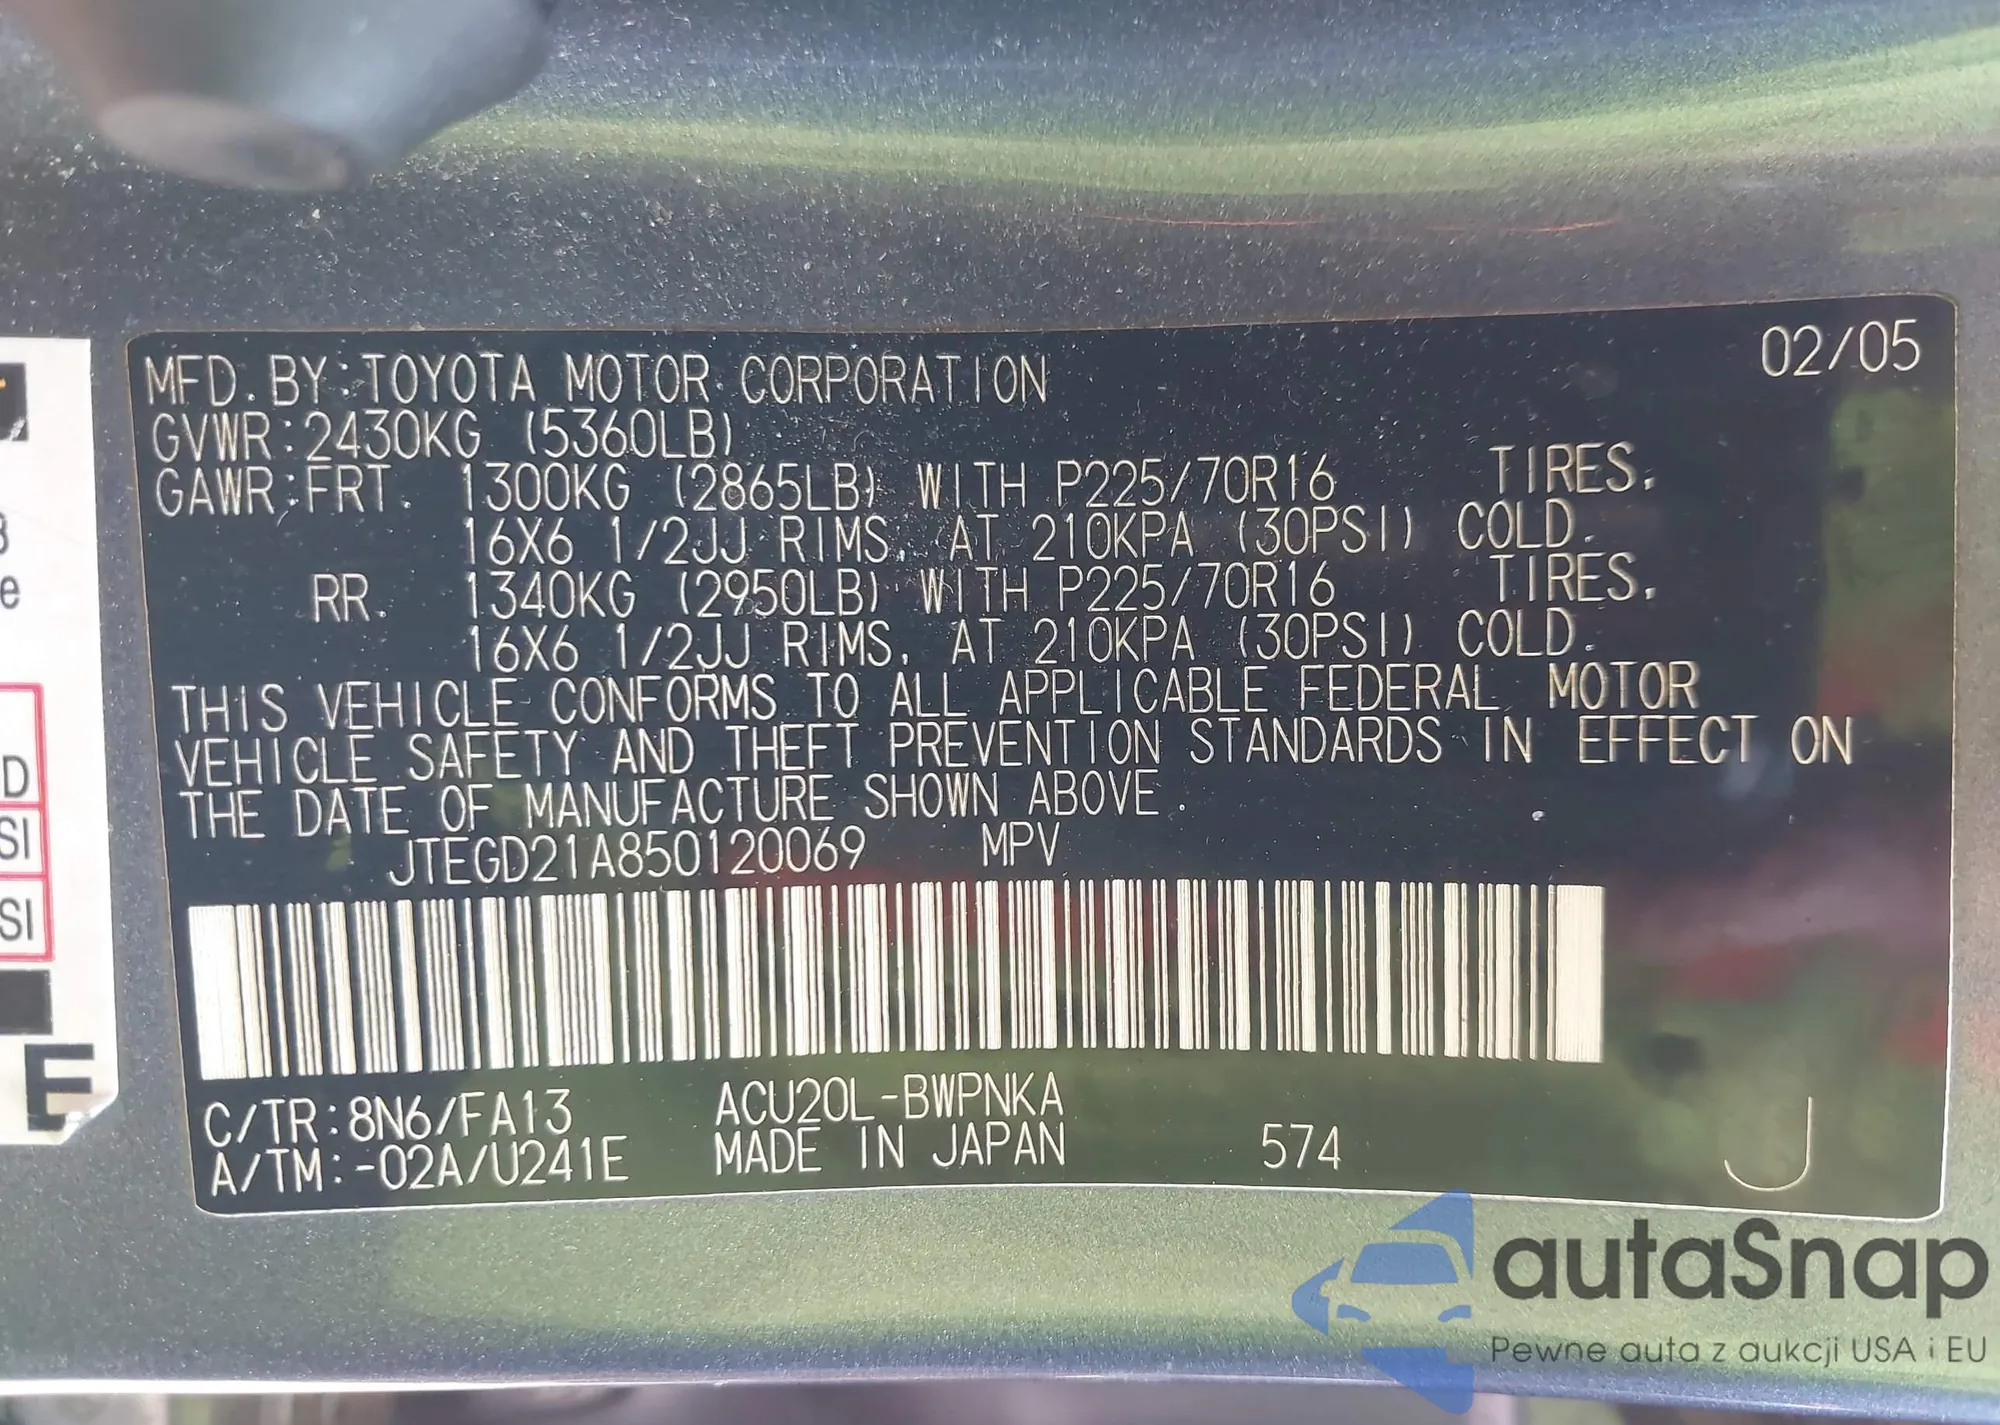 02/05
MFD. BY:TOYOTA MOTOR CORPORATION
GVWR:2430KG (5360LB)
GAWR:FRT. 1300KG (2865LB) WITH P225/70R16 TIRES,
16X6 1/2JJ RIMS, AT 210KPA (30PSI) COLD.
RR. 1340KG (2950LB) WITH P225/70R16 TIRES,
16X6 1/2JJ RIMS, AT 210KPA (30PSI) COLD.
THIS VEHICLE CONFORMS TO ALL APPLICABLE FEDERAL MOTOR
VEHICLE SAFETY AND THEFT PREVENTION STANDARDS IN EFFECT ON
THE DATE OF MANUFACTURE SHOWN ABOVE.
JTEGD21A850120069 MPV
C/TR:8N6/FA13 ACU20L-BWPNKA
A/TM:-02A/U241E MADE IN JAPAN 574 J
e
D
SI
SI
E
autaSnap
Pewne auta z aukcji USA i EU